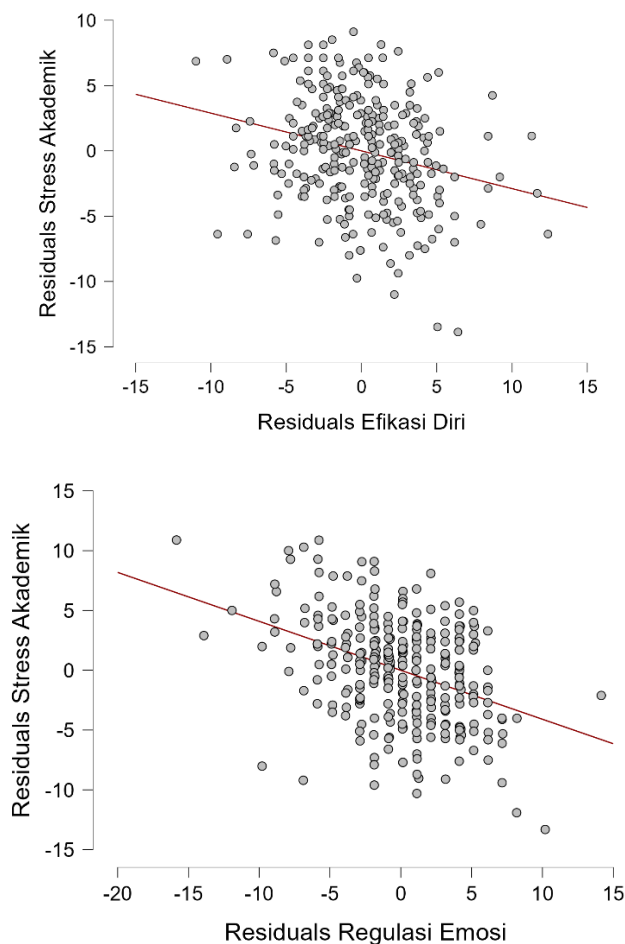 10
5
0
-5
-10
-15
Residuals Stress Akademik
-15 -10 -5 0 5 10 15
Residuals Efikasi Diri
15
10
5
0
-5
-10
-15
Residuals Stress Akademik
-20 -15 -10 -5 0 5 10 15
Residuals Regulasi Emosi